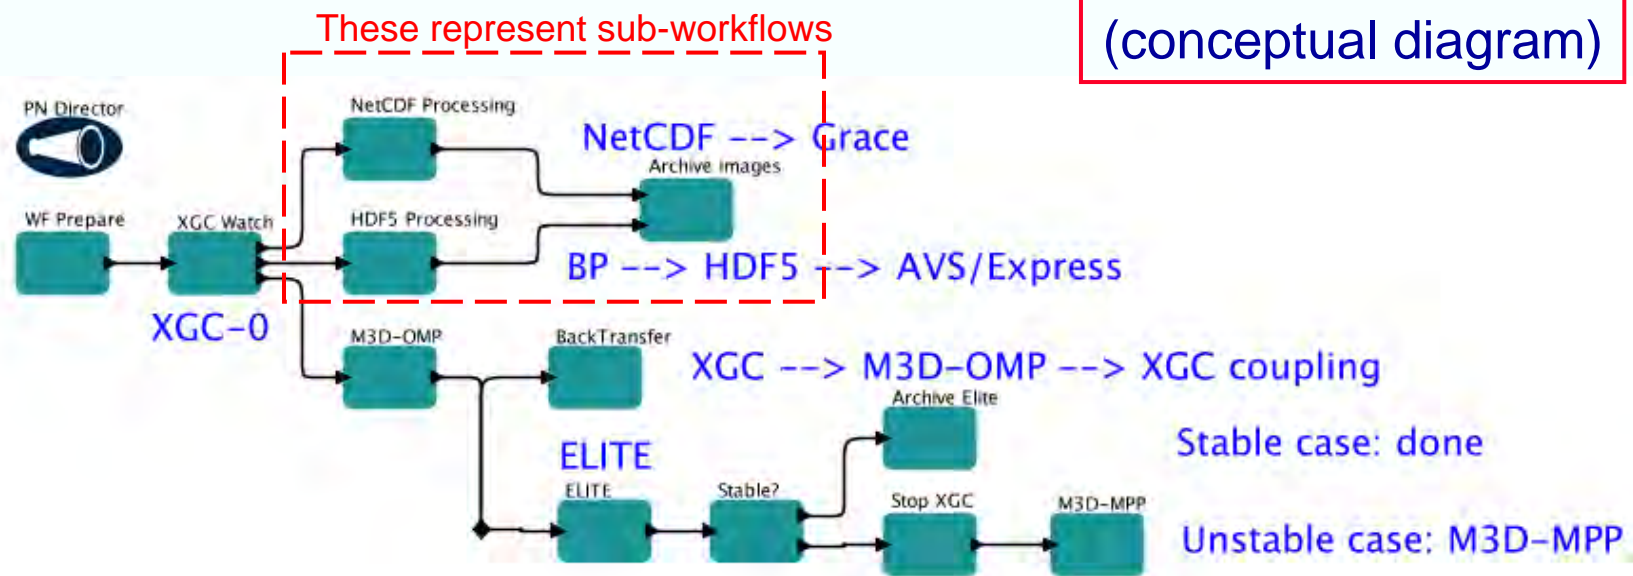 These represent sub-workflows
(conceptual diagram)
PN Director
NetCDF Processing
NetCDF --> Grace
Archive images
WF Prepare
XGC Watch
HDF5 Processing
BP --> HDF5 --> AVS/Express
XGC-0
M3D-OMP
BackTransfer
XGC --> M3D-OMP --> XGC coupling
Archive Elite
Stable case: done
ELITE
ELITE
Stable?
Stop XGC
M3D-MPP
Unstable case: M3D-MPP